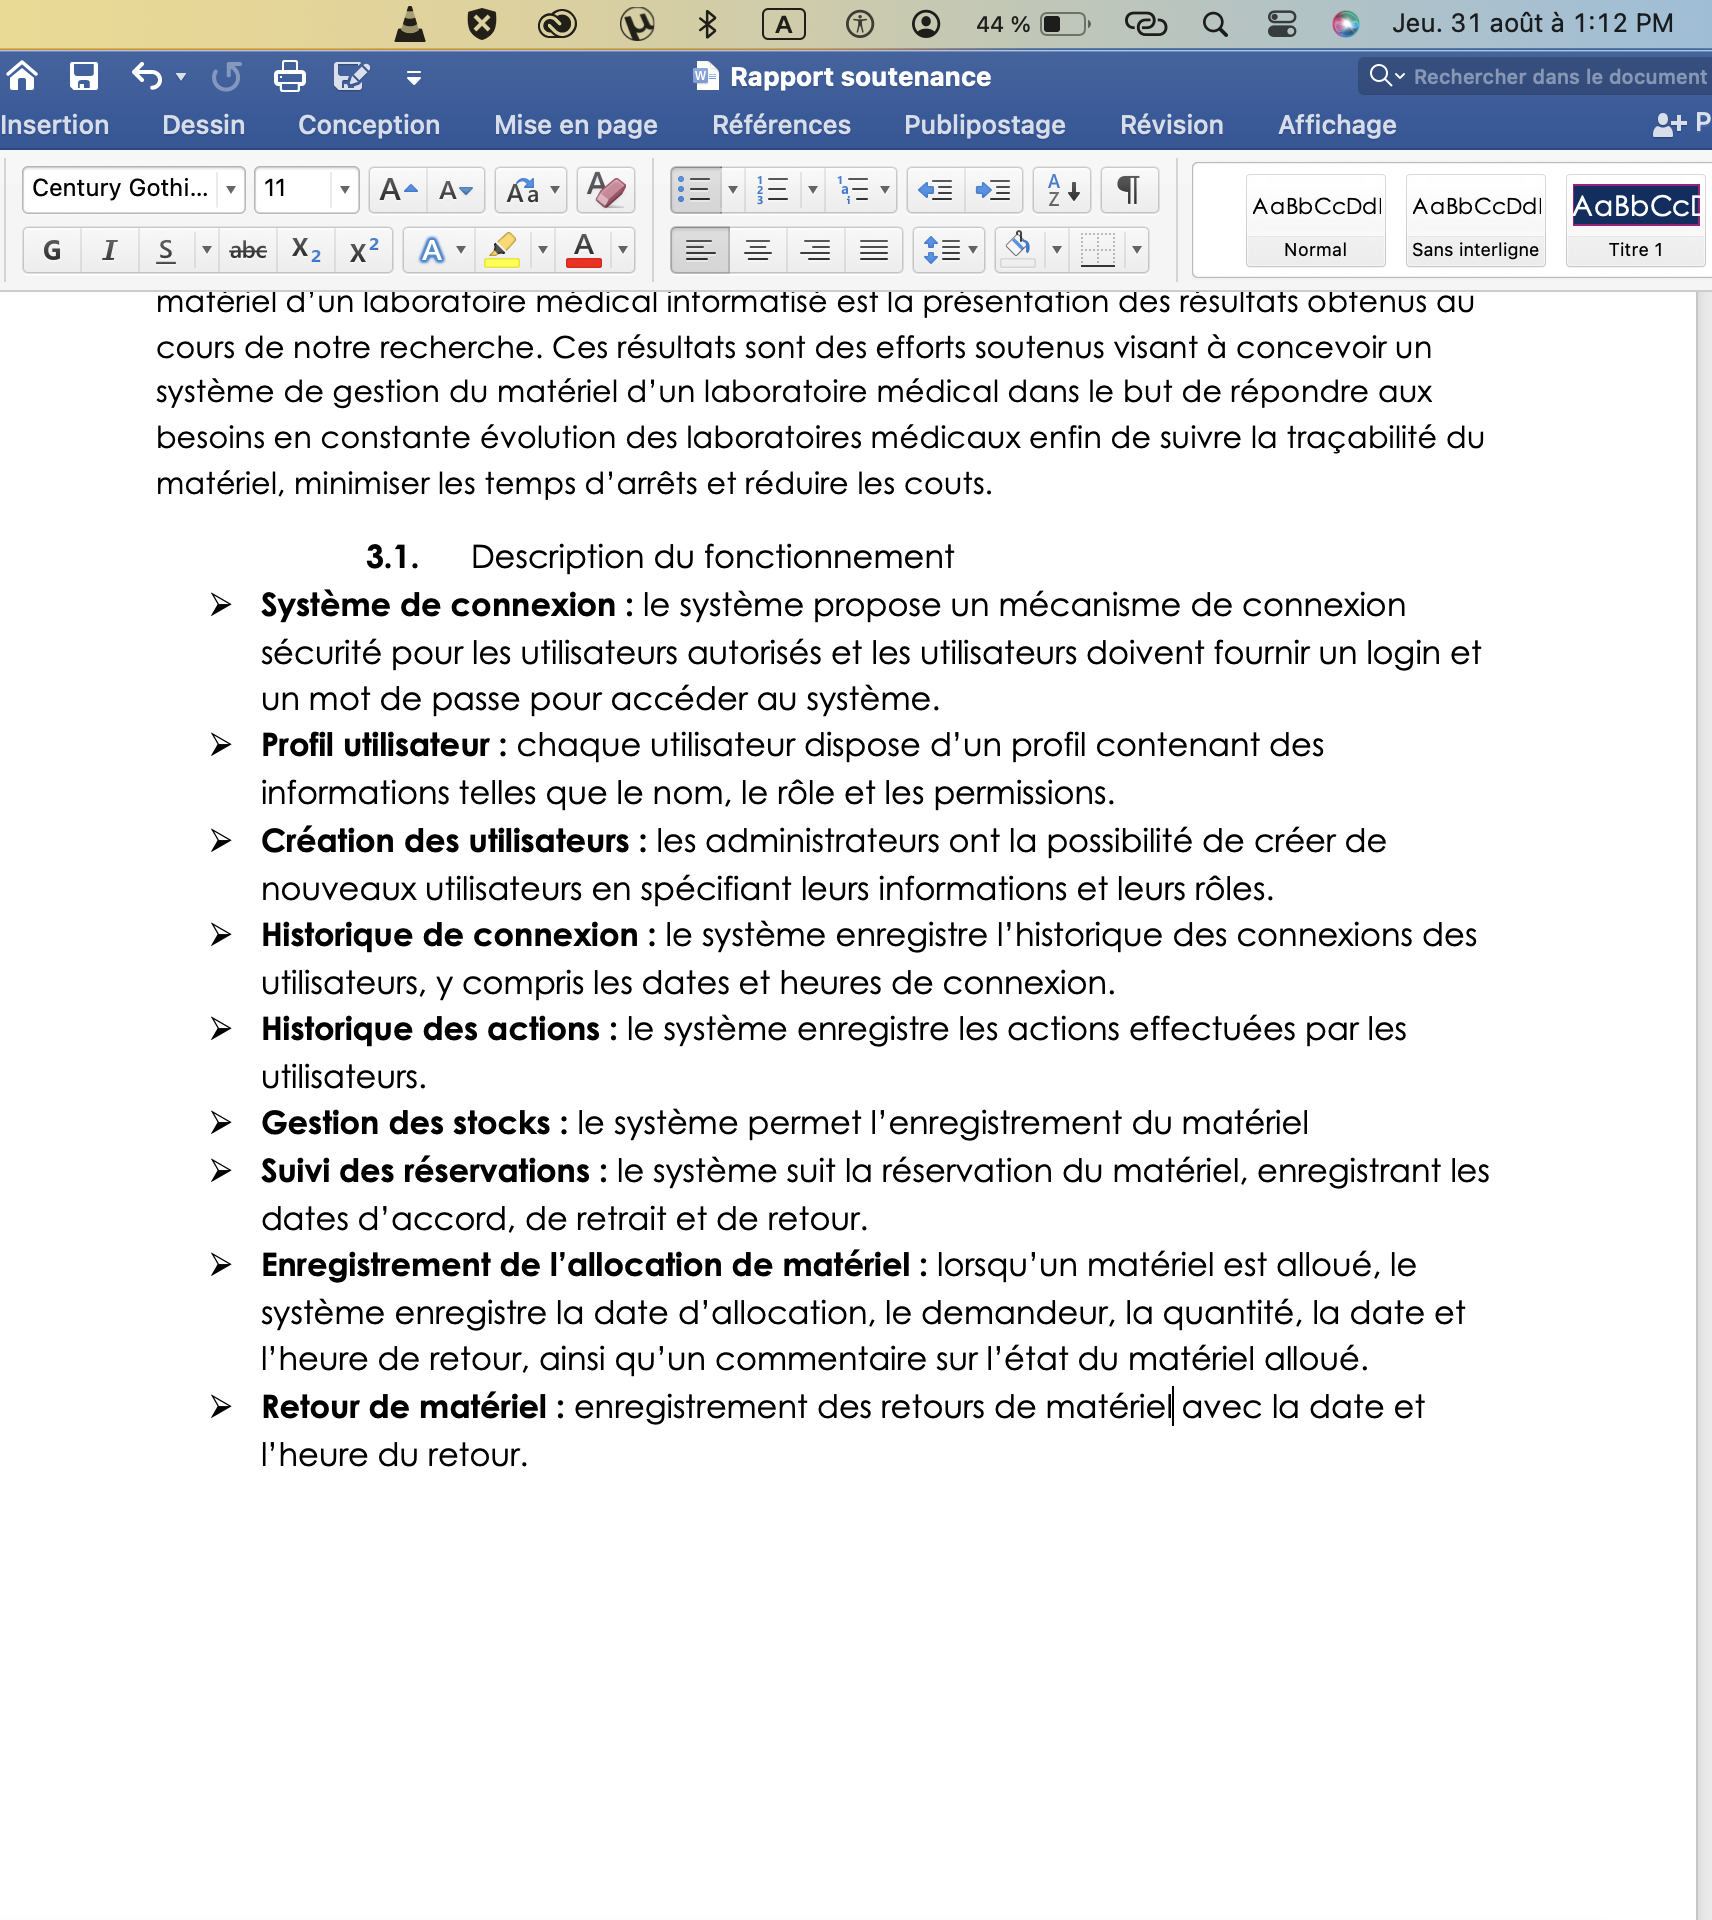 A 44 % Jeu. 31 août à 1:12 PM
Rapport soutenance
Rechercher dans le document
Insertion Dessin Conception Mise en page Références Publipostage Révision Affichage P
Century Gothi... 11 A A Aa A
AaBbCcDdI AaBbCcDdI AaBbCcD
G I S abc X2 X2 A A
Normal Sans interligne Titre 1
matériel d’un laboratoire médical informatisé est la présentation des résultats obtenus au
cours de notre recherche. Ces résultats sont des efforts soutenus visant à concevoir un
système de gestion du matériel d’un laboratoire médical dans le but de répondre aux
besoins en constante évolution des laboratoires médicaux enfin de suivre la traçabilité du
matériel, minimiser les temps d’arrêts et réduire les couts.
3.1. Description du fonctionnement
➢ Système de connexion : le système propose un mécanisme de connexion
sécurité pour les utilisateurs autorisés et les utilisateurs doivent fournir un login et
un mot de passe pour accéder au système.
➢ Profil utilisateur : chaque utilisateur dispose d’un profil contenant des
informations telles que le nom, le rôle et les permissions.
➢ Création des utilisateurs : les administrateurs ont la possibilité de créer de
nouveaux utilisateurs en spécifiant leurs informations et leurs rôles.
➢ Historique de connexion : le système enregistre l’historique des connexions des
utilisateurs, y compris les dates et heures de connexion.
➢ Historique des actions : le système enregistre les actions effectuées par les
utilisateurs.
➢ Gestion des stocks : le système permet l’enregistrement du matériel
➢ Suivi des réservations : le système suit la réservation du matériel, enregistrant les
dates d’accord, de retrait et de retour.
➢ Enregistrement de l’allocation de matériel : lorsqu’un matériel est alloué, le
système enregistre la date d’allocation, le demandeur, la quantité, la date et
l’heure de retour, ainsi qu’un commentaire sur l’état du matériel alloué.
➢ Retour de matériel : enregistrement des retours de matériel avec la date et
l’heure du retour.